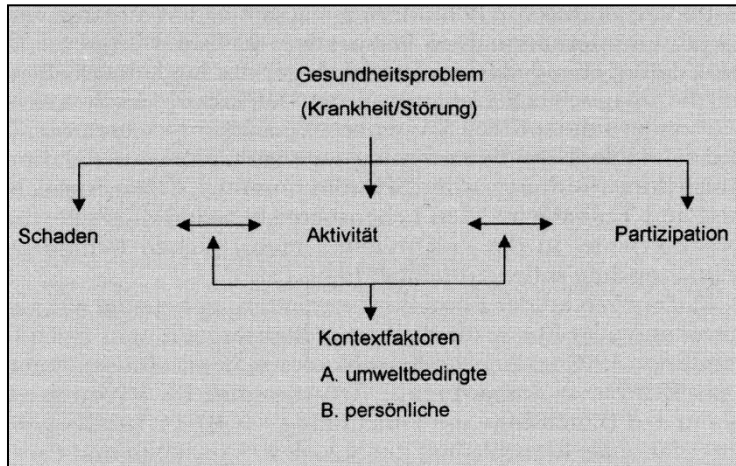 Gesundheitsproblem
(Krankheit/Störung)
Schaden
Aktivität
Partizipation
Kontextfaktoren
A. umweltbedingte
B. persönliche